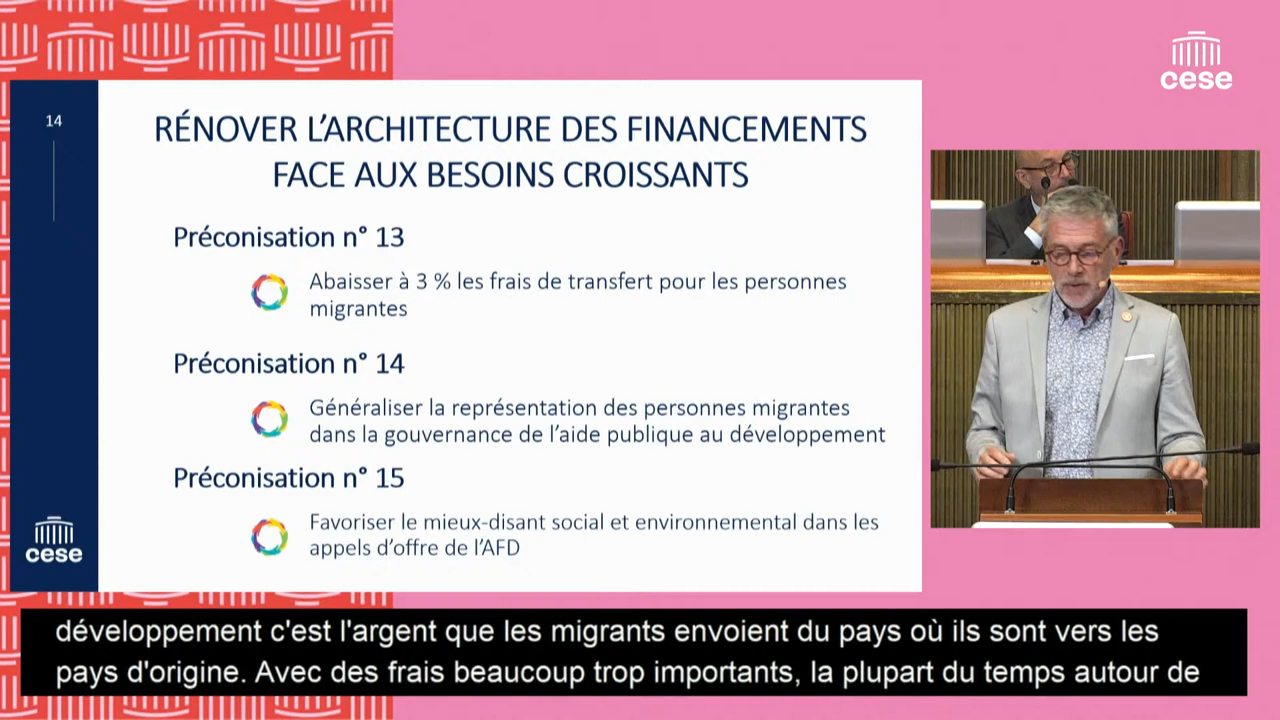 cese
14
RÉNOVER L'ARCHITECTURE DES FINANCEMENTS
FACE AUX BESOINS CROISSANTS
Préconisation n° 13
Abaisser à 3 % les frais de transfert pour les personnes
migrantes
Préconisation n° 14
Généraliser la représentation des personnes migrantes
dans la gouvernance de l'aide publique au développement
Préconisation n° 15
Favoriser le mieux-disant social et environnemental dans les
appels d'offre de l'AFD
cese
développement c'est l'argent que les migrants envoient du pays où ils sont vers les
pays d'origine. Avec des frais beaucoup trop importants, la plupart du temps autour de